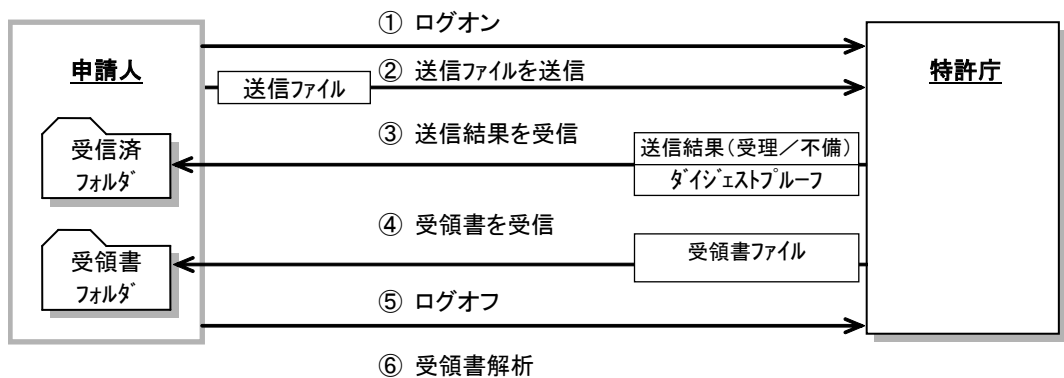 ① ログオン
申請人
特許庁
② 送信ファイルを送信
送信ファイル
③ 送信結果を受信
送信結果（受理／不備）
ダイジェストプルーフ
受信済
フォルダ
④ 受領書を受信
受領書ファイル
受領書
フォルダ
⑤ ログオフ
⑥ 受領書解析